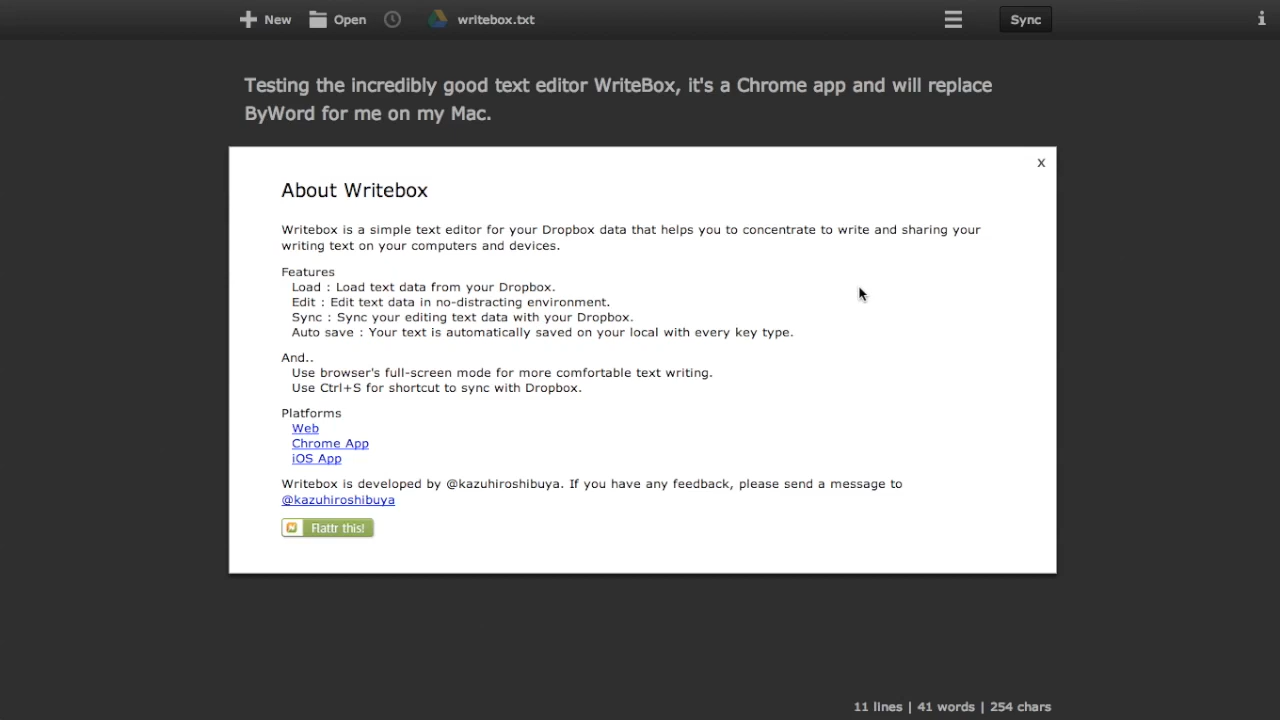 New Open writebox.txt Sync
Testing the incredibly good text editor WriteBox, it's a Chrome app and will replace
ByWord for me on my Mac.
x
About Writebox
Writebox is a simple text editor for your Dropbox data that helps you to concentrate to write and sharing your
writing text on your computers and devices.
Features
Load : Load text data from your Dropbox.
Edit : Edit text data in no-distracting environment.
Sync : Sync your editing text data with your Dropbox.
Auto save : Your text is automatically saved on your local with every key type.
And..
Use browser's full-screen mode for more comfortable text writing.
Use Ctrl+S for shortcut to sync with Dropbox.
Platforms
Web
Chrome App
iOS App
Writebox is developed by @kazuhiroshibuya. If you have any feedback, please send a message to
@kazuhiroshibuya
Flattr this!
11 lines | 41 words | 254 chars